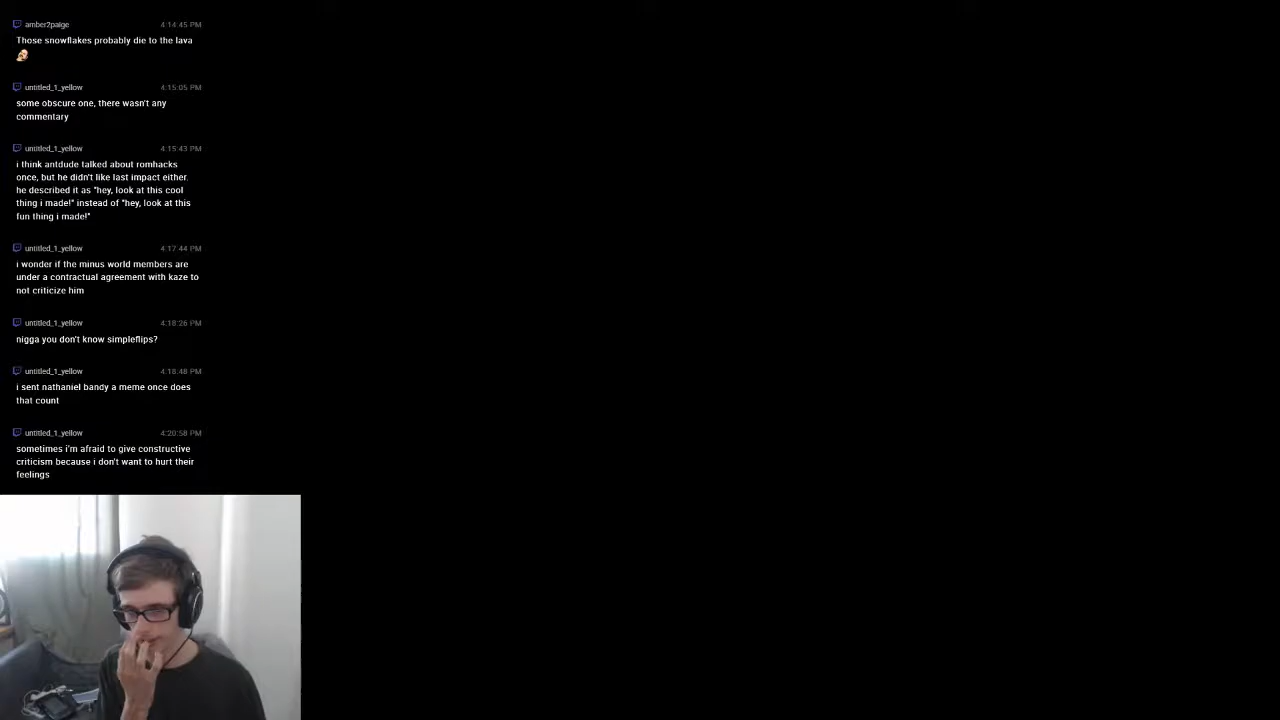 amber2paige 4:14:45 PM
Those snowflakes probably die to the lava
untitled_1_yellow 4:15:05 PM
some obscure one, there wasn't any
commentary
untitled_1_yellow 4:15:43 PM
i think antdude talked about romhacks
once, but he didn't like last impact either.
he described it as "hey, look at this cool
thing i made!" instead of "hey, look at this
fun thing i made!"
untitled_1_yellow 4:17:44 PM
i wonder if the minus world members are
under a contractual agreement with kaze to
not criticize him
untitled_1_yellow 4:18:26 PM
nigga you don't know simpleflips?
untitled_1_yellow 4:18:48 PM
i sent nathaniel bandy a meme once does
that count
untitled_1_yellow 4:20:58 PM
sometimes i'm afraid to give constructive
criticism because i don't want to hurt their
feelings